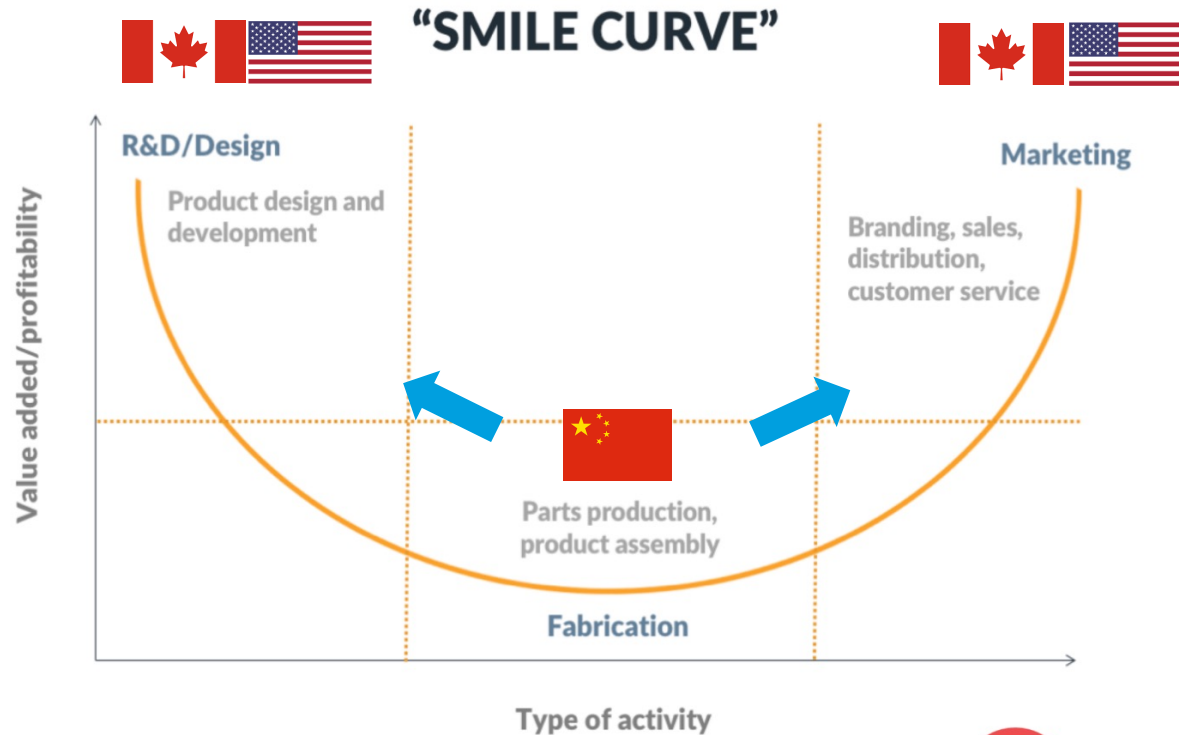 “SMILE CURVE”
R&D/Design
Product design and
development
Marketing
Branding, sales,
distribution,
customer service
Value added/profitability
Parts production,
product assembly
Fabrication
Type of activity